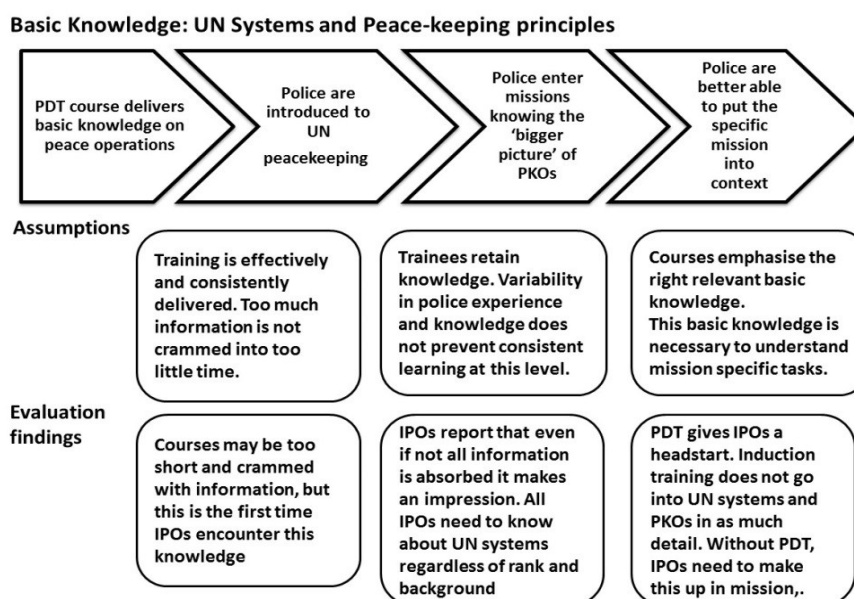 Basic Knowledge: UN Systems and Peace-keeping principles
PDT course delivers
basic knowledge on
peace operations
Police are
introduced to
UN
peacekeeping
Police enter
missions
knowing the
‘bigger
picture’ of
PKOs
Police are
better able
to put the
specific
mission
into
context
Assumptions
Training is effectively
and consistently
delivered. Too much
information is not
crammed into too
little time.
Trainees retain
knowledge. Variability
in police experience
and knowledge does
not prevent consistent
learning at this level.
Courses emphasise the
right relevant basic
knowledge.
This basic knowledge is
necessary to understand
mission specific tasks.
Evaluation
findings
Courses may be too
short and crammed
with information, but
this is the first time
IPOs encounter this
knowledge
IPOs report that even if
not all information
is absorbed it makes
an impression. All
IPOs need to know
about UN systems
regardless of rank and
background
PDT gives IPOs a
headstart. Induction
training does not go
into UN systems and
PKOs in as much
detail. Without PDT,
IPOs need to make
this up in mission,.